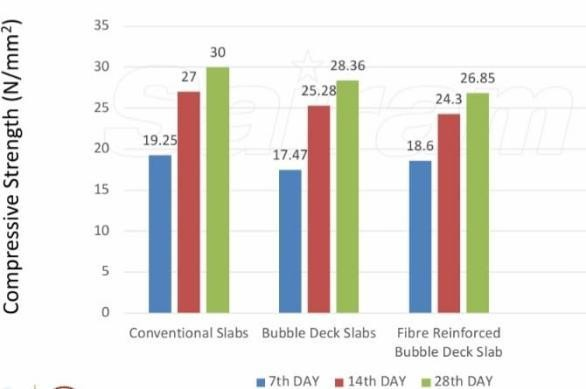 Compressive Strength (N/mm²)
35
30
25
20
15
10
5
0
19.25
27
30
17.47
25.28
28.36
18.6
24.3
26.85
Conventional Slabs
Bubble Deck Slabs
Fibre Reinforced
Bubble Deck Slab
7th DAY
14th DAY
28th DAY
Sairam